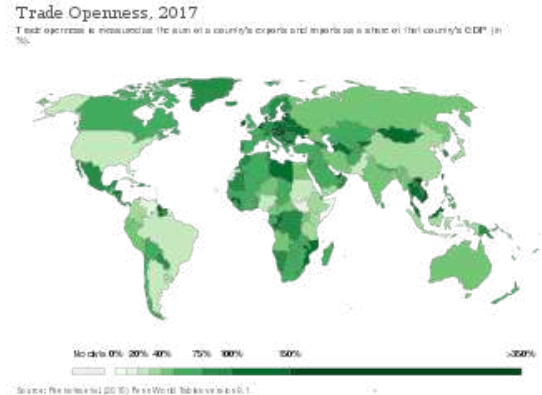 Trade Openness, 2017
Trade openness is measured as the sum of a country's exports and imports as a share of that country's GDP (in
%).
No data 0% 20% 40% 75% 100% 150% >350%
Source: Feenstra et al. (2015) Penn World Tables version 9.1